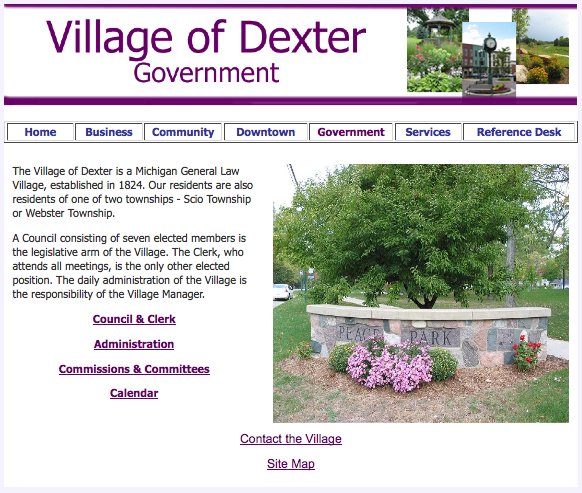 Village of Dexter
Government
Home Business Community Downtown Government Services Reference Desk
The Village of Dexter is a Michigan General Law
Village, established in 1824. Our residents are also
residents of one of two townships - Scio Township
or Webster Township.
A Council consisting of seven elected members is
the legislative arm of the Village. The Clerk, who
attends all meetings, is the only other elected
position. The daily administration of the Village is
the responsibility of the Village Manager.
Council & Clerk
Administration
Commissions & Committees
Calendar
PEACE PARK
Contact the Village
Site Map